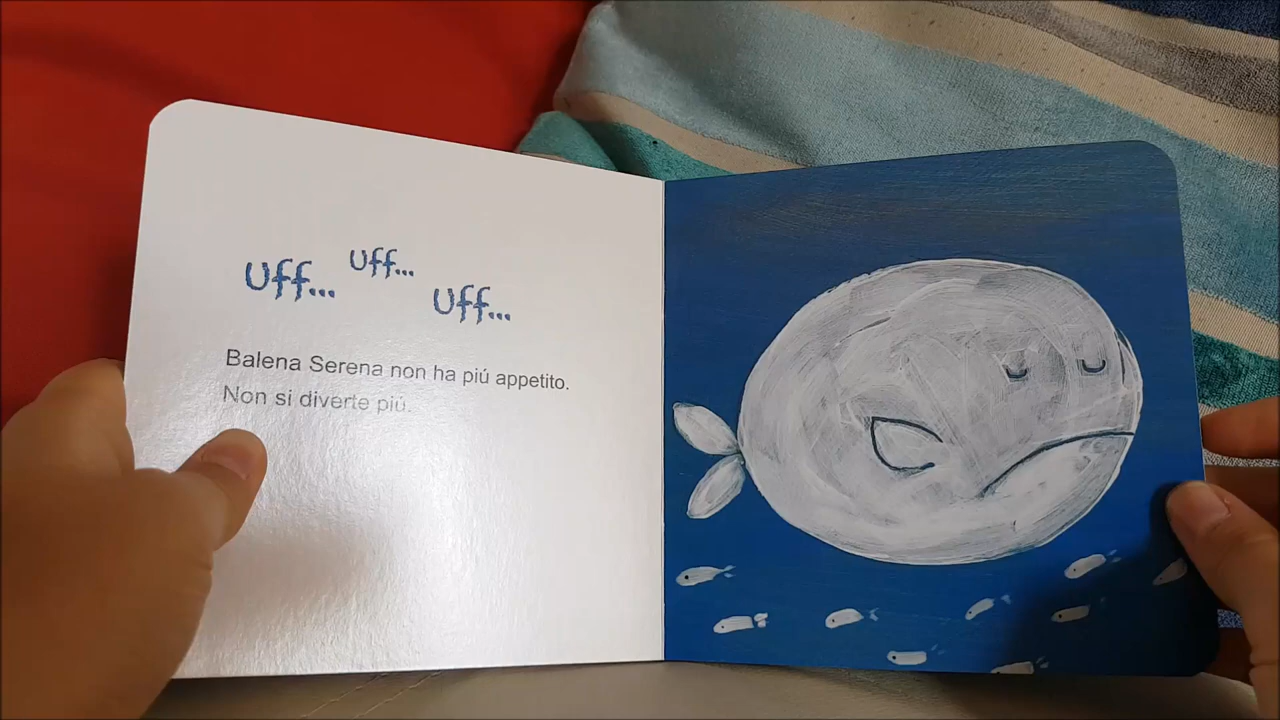 Uff... Uff... Uff...
Balena Serena non ha piú appetito.
Non si diverte piú.